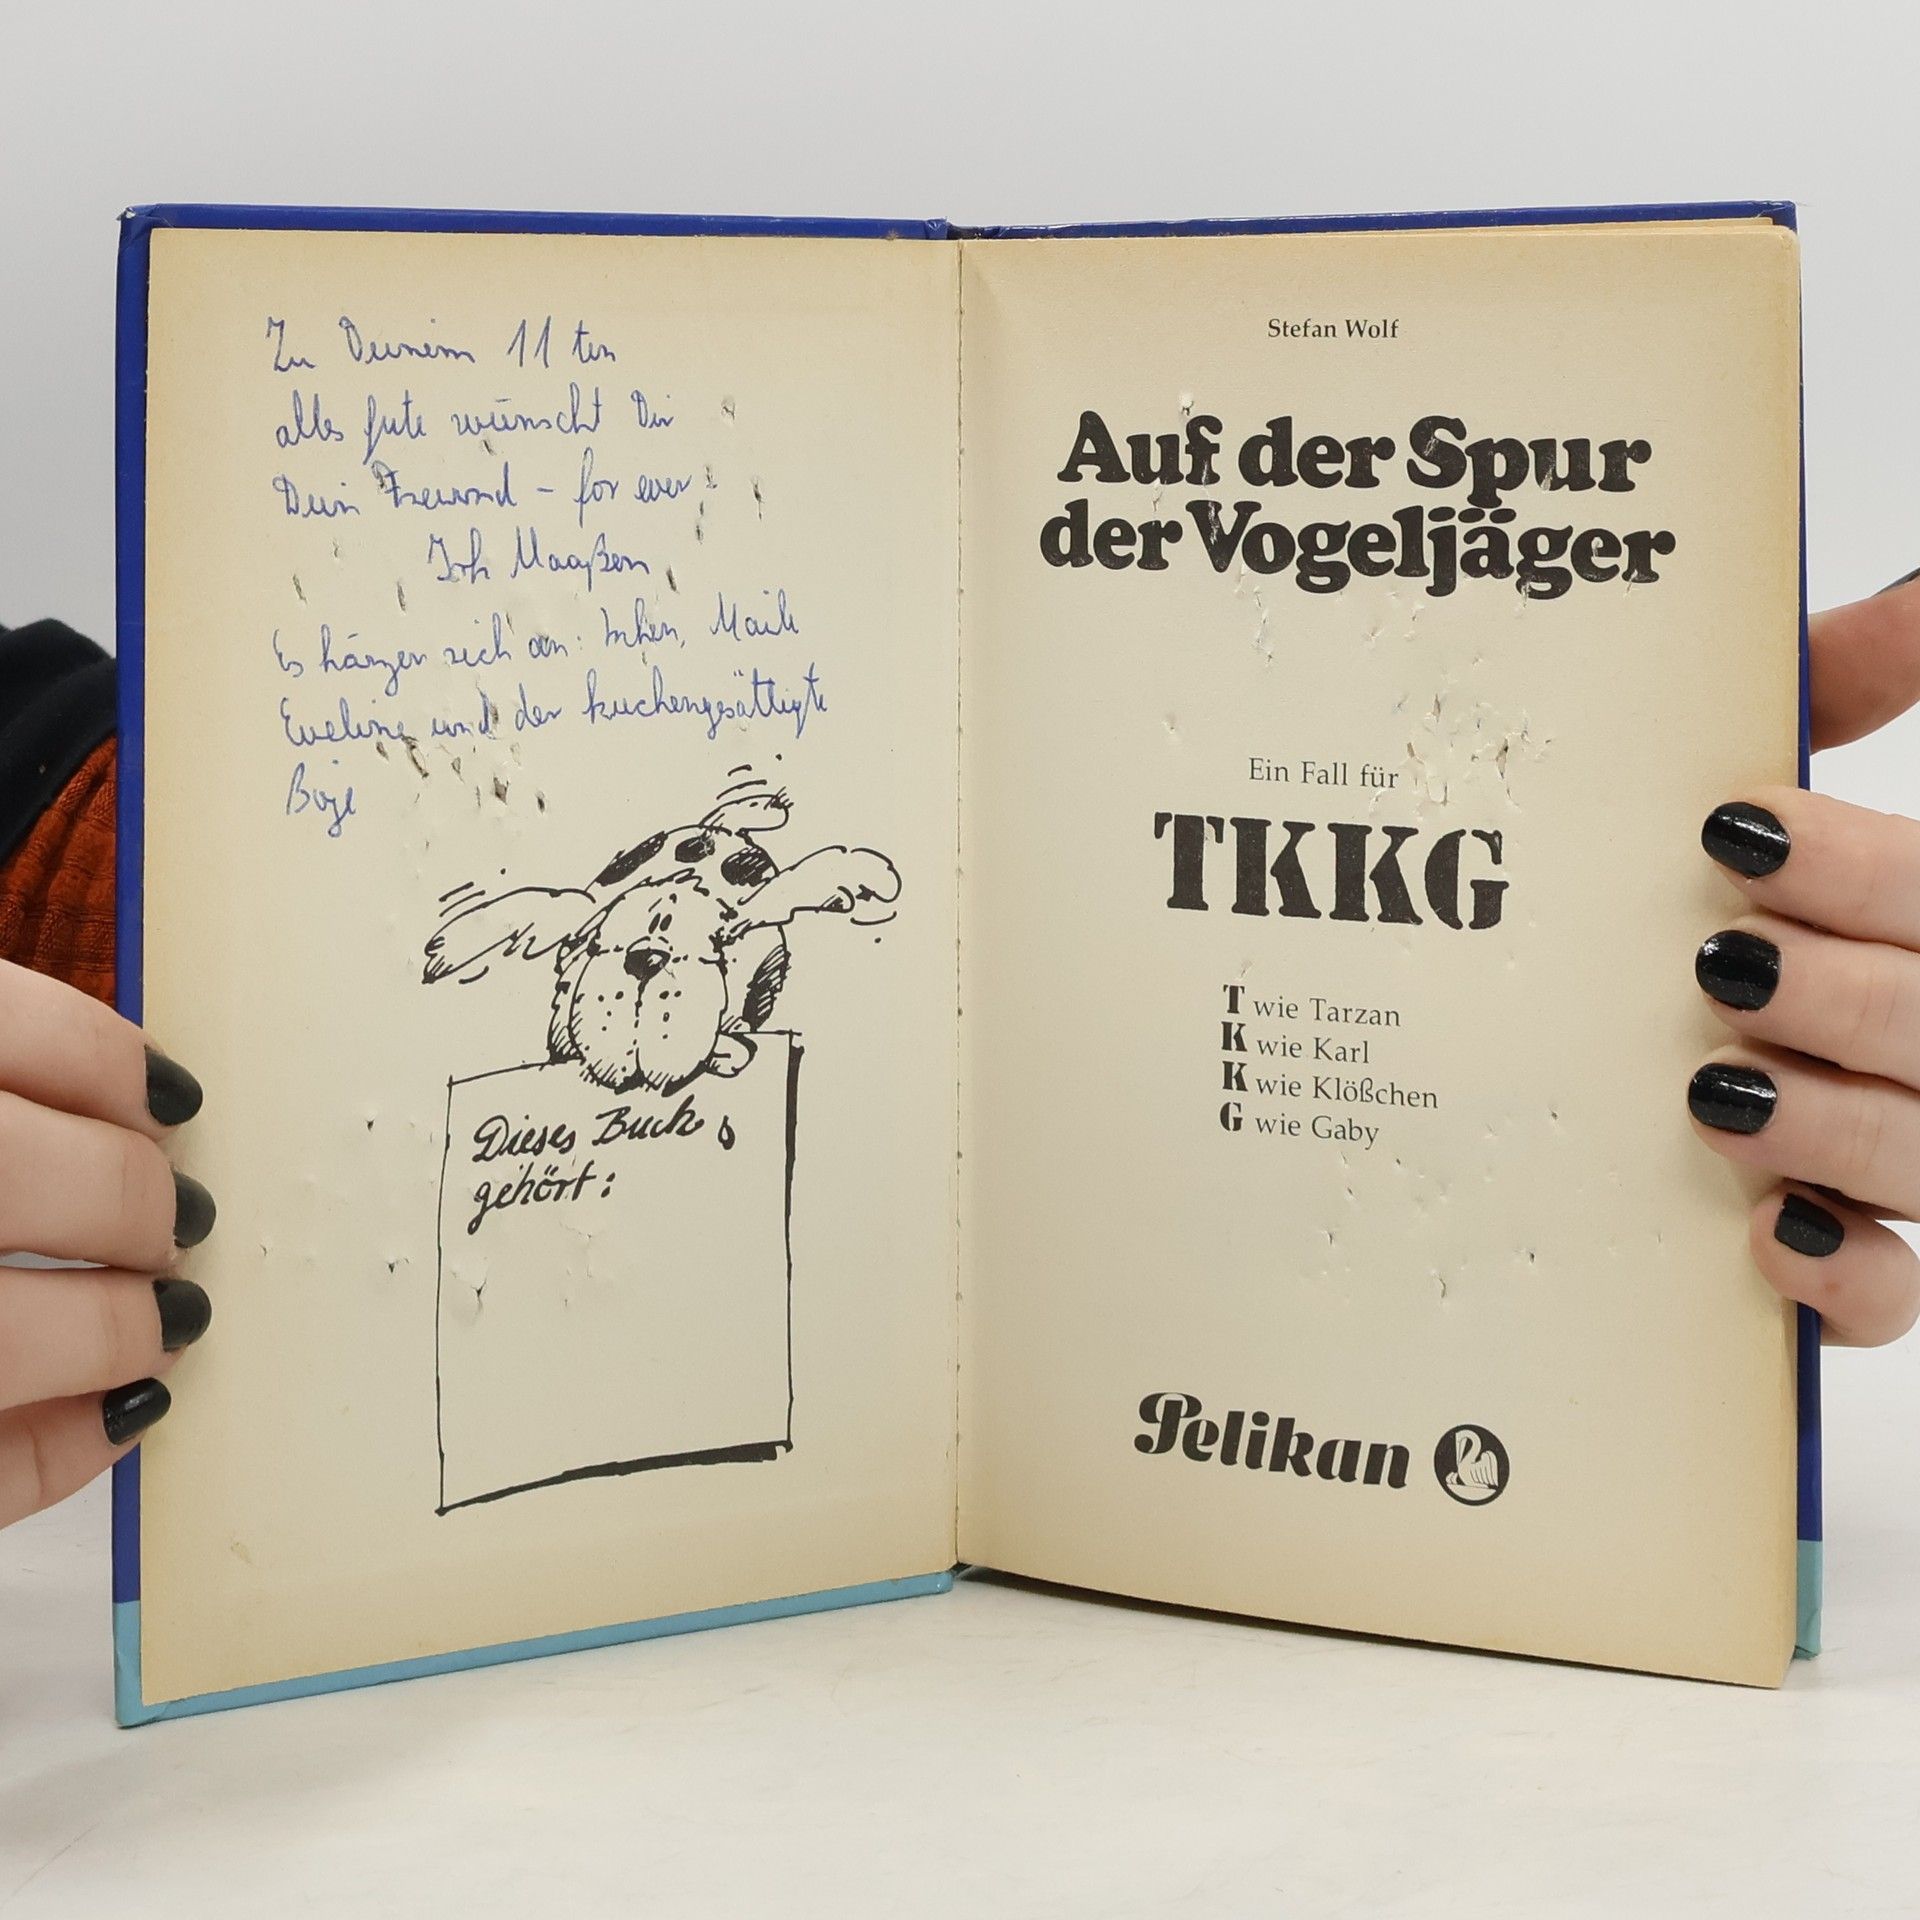 Zu Deinem 11 ten
alles gute wünscht Dir
Dein Freund - for ever -
Maaßen
Es hängen sich an: Maike
Eveline und der kuchengesättigte
Boje
Dieses Buch
gehört:
Stefan Wolf
Auf der Spur
der Vogeljäger
Ein Fall für
TKKG
T wie Tarzan
K wie Karl
K wie Klößchen
G wie Gaby
Pelikan